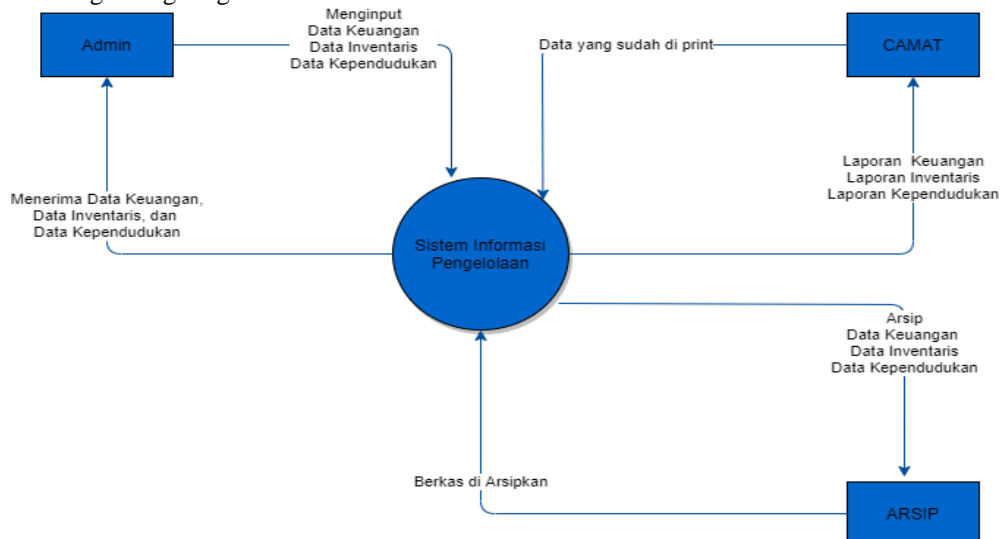 Admin
Menginput
Data Keuangan
Data Inventaris
Data Kependudukan
Data yang sudah di print
CAMAT
Menerima Data Keuangan,
Data Inventaris, dan
Data Kependudukan
Sistem Informasi
Pengelolaan
Laporan Keuangan
Laporan Inventaris
Laporan Kependudukan
Arsip
Data Keuangan
Data Inventaris
Data Kependudukan
Berkas di Arsipkan
ARSIP